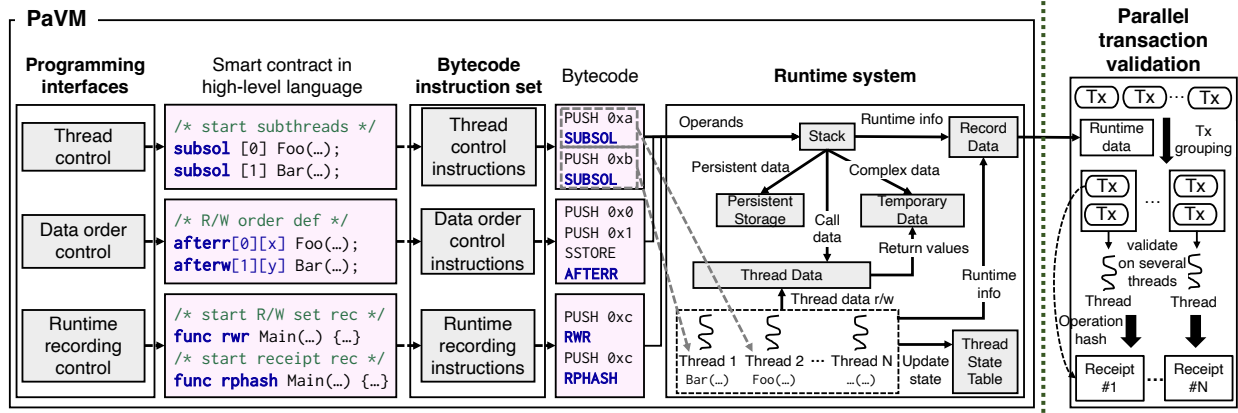 PaVM
Programming
interfaces
Thread
control
Data order
control
Runtime
recording
control
Smart contract in
high-level language
/* start subthreads */
subsol [0] Foo(…);
subsol [1] Bar(…);
/* R/W order def */
afterr[0][x] Foo(…);
afterw[1][y] Bar(…);
/* start R/W set rec */
func rwr Main(…) {…}
/* start receipt rec */
func rphash Main(…) {…}
Bytecode
instruction set
Thread
control
instructions
Data order
control
instructions
Runtime
recording
instructions
Bytecode
PUSH 0xa
SUBSOL
PUSH 0xb
SUBSOL
PUSH 0x0
PUSH 0x1
SSTORE
AFTERR
PUSH 0xc
RWR
PUSH 0xc
RPHASH
Runtime system
Operands
Stack
Runtime info
Record
Data
Persistent data
Complex data
Persistent
Storage
Temporary
Data
Call
data
Return values
Thread Data
Runtime
info
Thread data r/w
Thread 1
Bar(…)
Thread 2
Foo(…)
…
Thread N
…(…)
Update
state
Thread
State
Table
Parallel
transaction
validation
Tx
Tx
…
Tx
Runtime
data
Tx
grouping
Tx
Tx
…
Tx
Tx
validate
on several
threads
Thread
Thread
Operation
hash
Receipt
#1
…
Receipt
#N